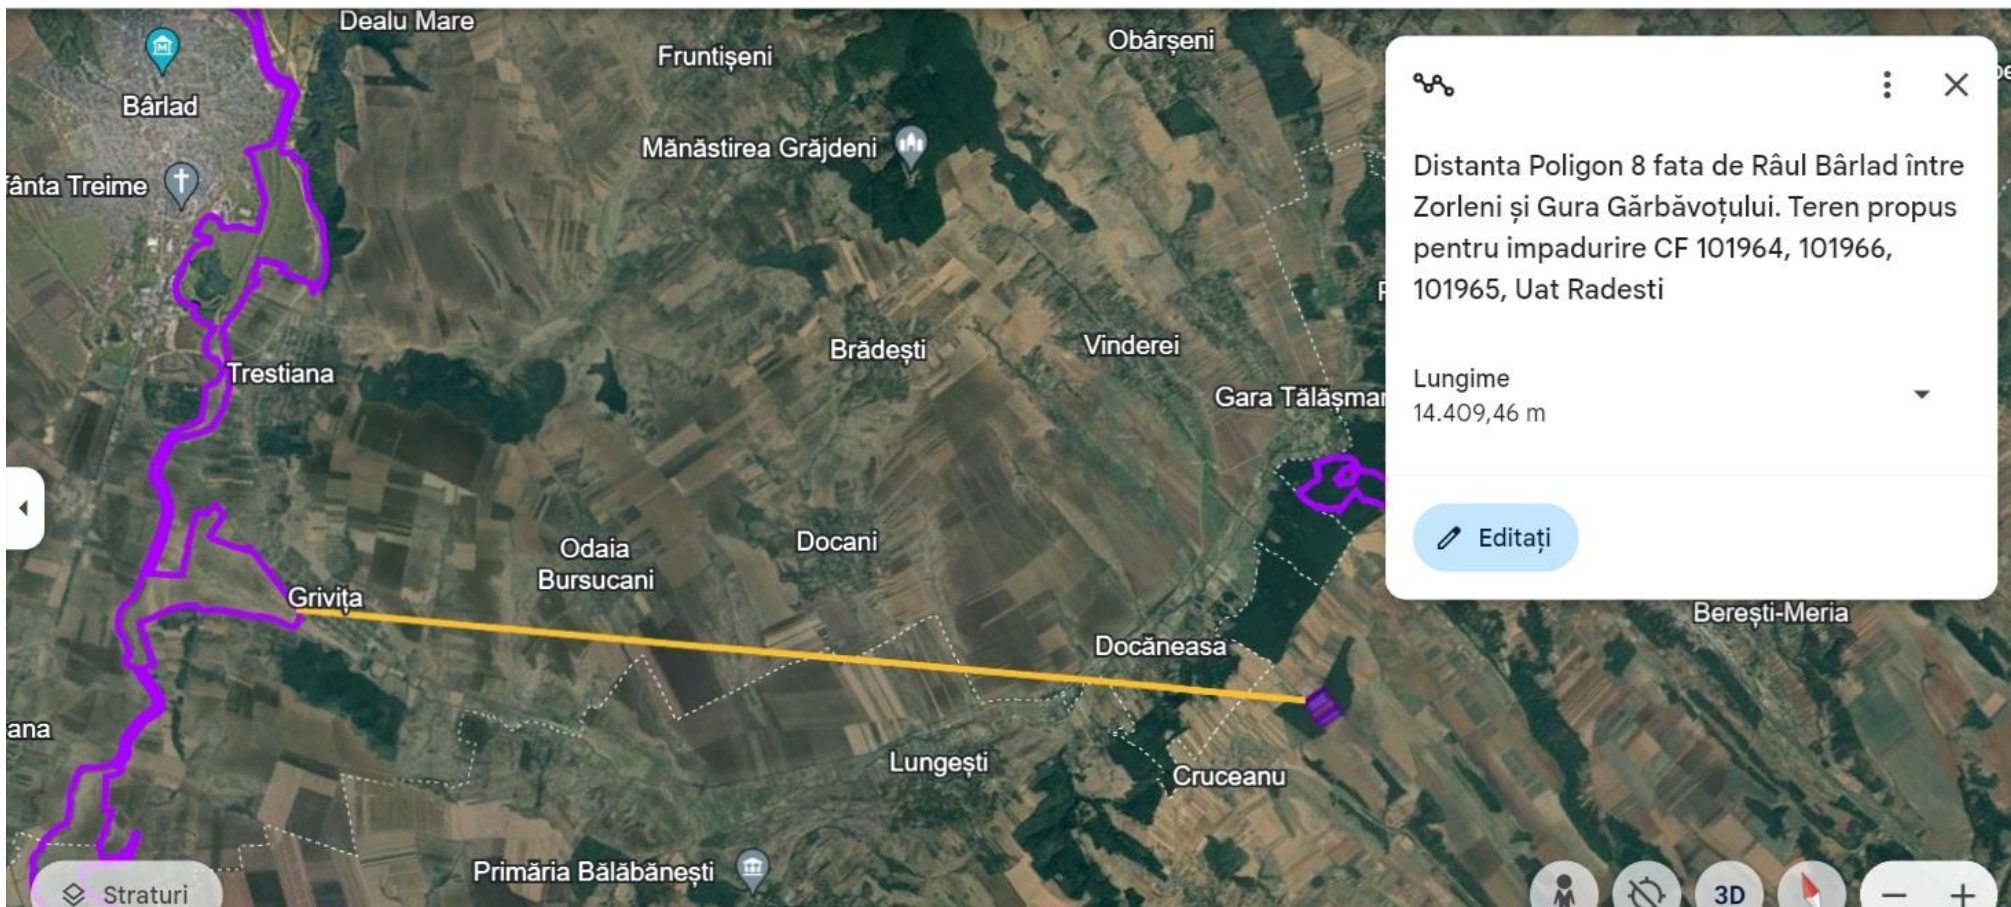 Dealu Mare
Fruntișeni
Obârșeni
Bârlad
Mănăstirea Grăjdeni
fânta Treime
Distanta Poligon 8 fata de Râul Bârlad între
Zorleni și Gura Gărbăvoțului. Teren propus
pentru impadurire CF 101964, 101966,
101965, Uat Radesti
Brădești
Vinderei
Trestiana
Gara Tălășmar
Lungime
14.409,46 m
Editați
Odaia
Bursucani
Docani
Grivița
Berești-Meria
Docăneasa
ana
Lungești
Cruceanu
Primăria Bălăbănești
Straturi
3D